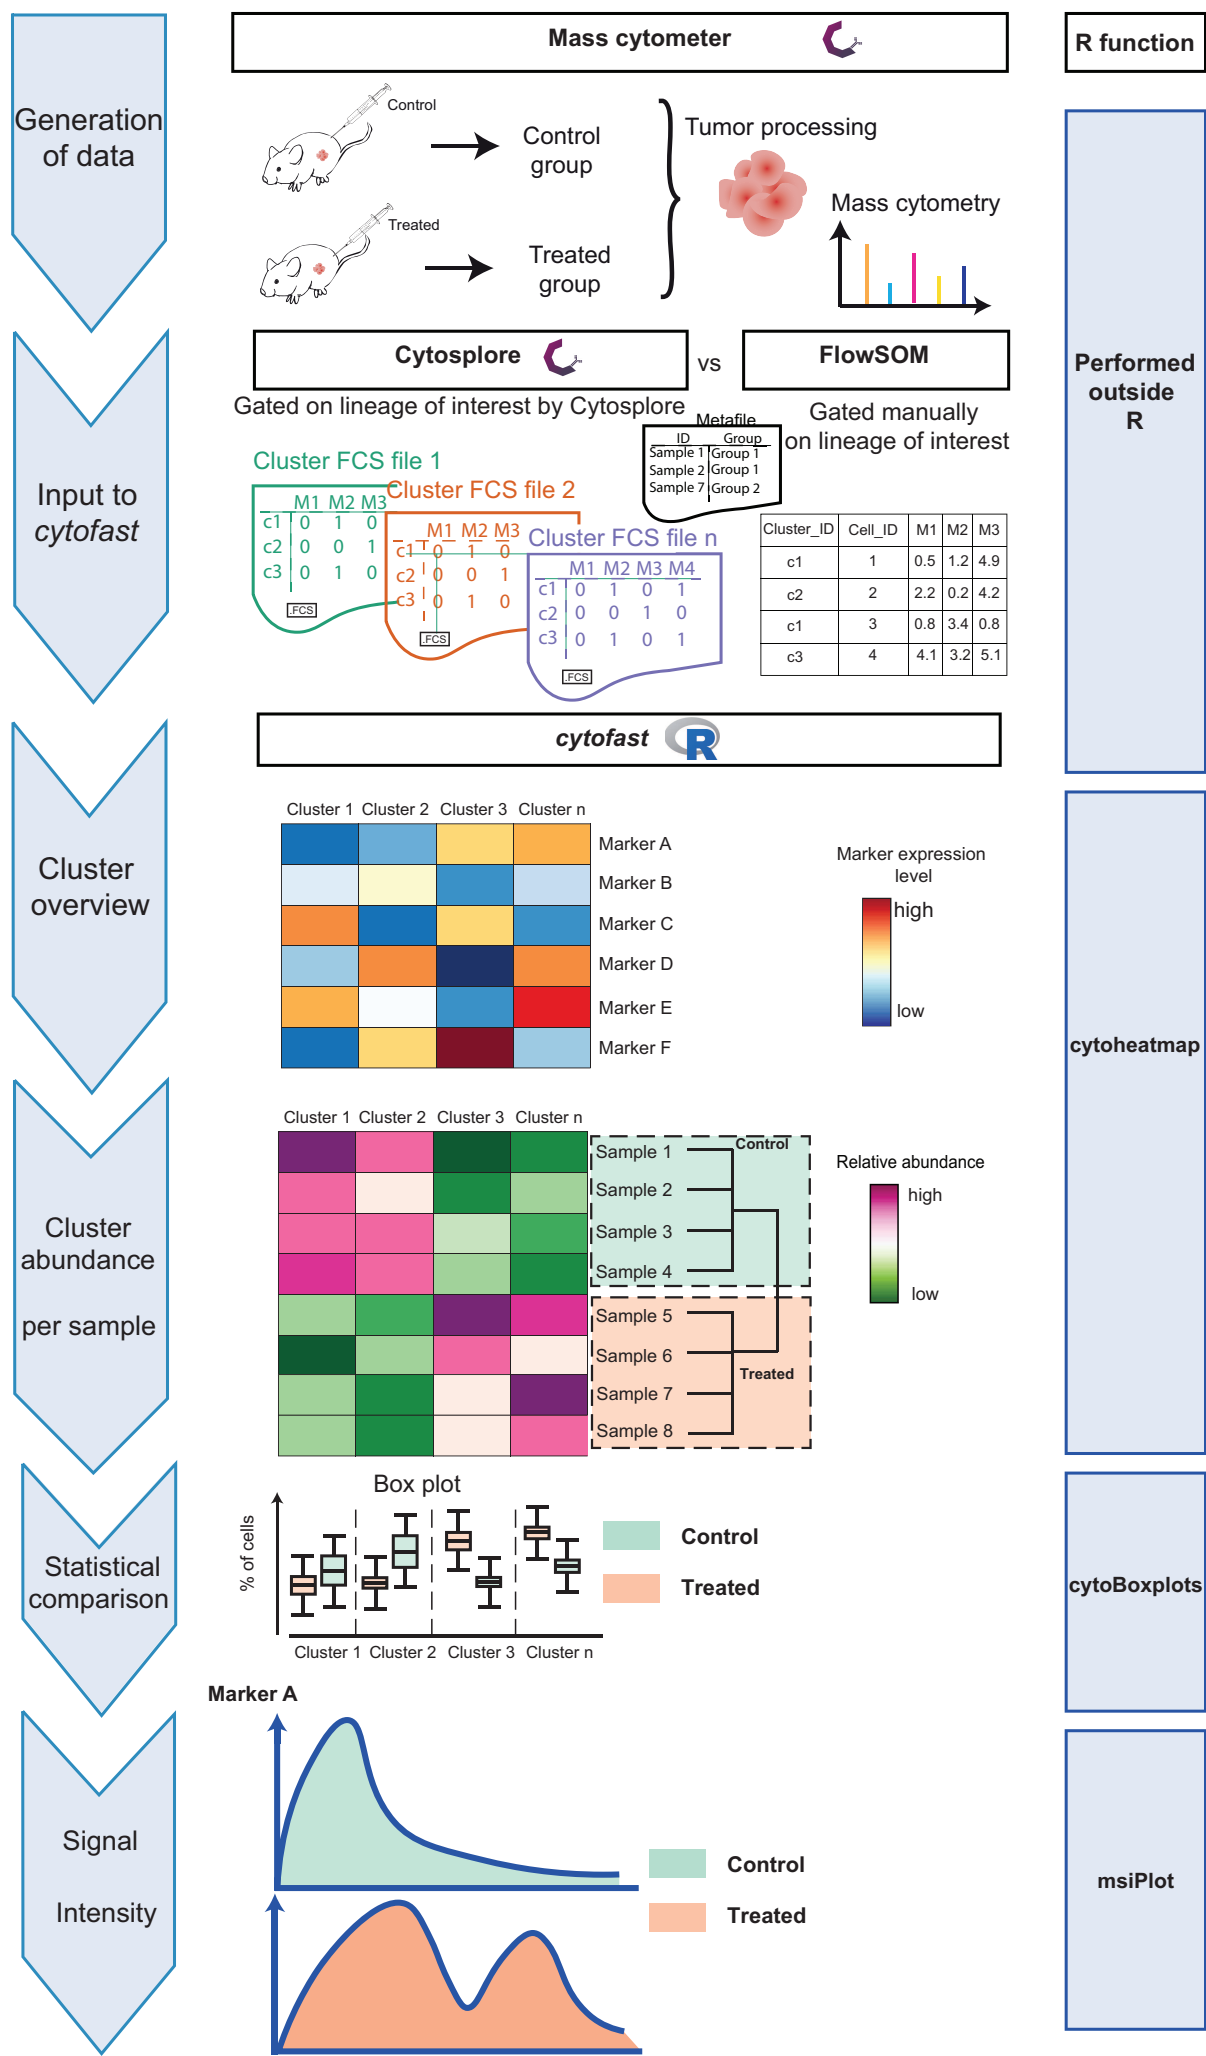 Mass cytometer
R function
Generation
of data
Control
Control
group
Treated
Treated
group
Tumor processing
Mass cytometry
Performed
outside
R
Input to
cytofast
Cytosplore
vs
FlowSOM
Gated on lineage of interest by Cytosplore
Gated manually
on lineage of interest
Metafile
ID Group
Sample 1 Group 1
Sample 2 Group 1
Sample 7 Group 2
Cluster FCS file 1
M1 M2 M3
c1 0 1 0
c2 0 0 1
c3 0 1 0
.FCS
Cluster FCS file 2
M1 M2 M3
c1 0 1 0
c2 0 0 1
c3 0 1 0
.FCS
Cluster FCS file n
M1 M2 M3 M4
c1 0 1 0 1
c2 0 0 1 0
c3 0 1 0 1
.FCS
Cluster_ID Cell_ID M1 M2 M3
c1 1 0.5 1.2 4.9
c2 2 2.2 0.2 4.2
c1 3 0.8 3.4 0.8
c3 4 4.1 3.2 5.1
cytofast R
Cluster
overview
Cluster 1 Cluster 2 Cluster 3 Cluster n
Marker A
Marker B
Marker C
Marker D
Marker E
Marker F
Marker expression
level
high
low
cytoheatmap
Cluster
abundance
per sample
Cluster 1 Cluster 2 Cluster 3 Cluster n
Sample 1
Sample 2
Sample 3
Sample 4
Control
Sample 5
Sample 6
Sample 7
Sample 8
Treated
Relative abundance
high
low
Statistical
comparison
Box plot
% of cells
Cluster 1 Cluster 2 Cluster 3 Cluster n
Control
Treated
cytoBoxplots
Signal
Intensity
Marker A
Control
Treated
msiPlot